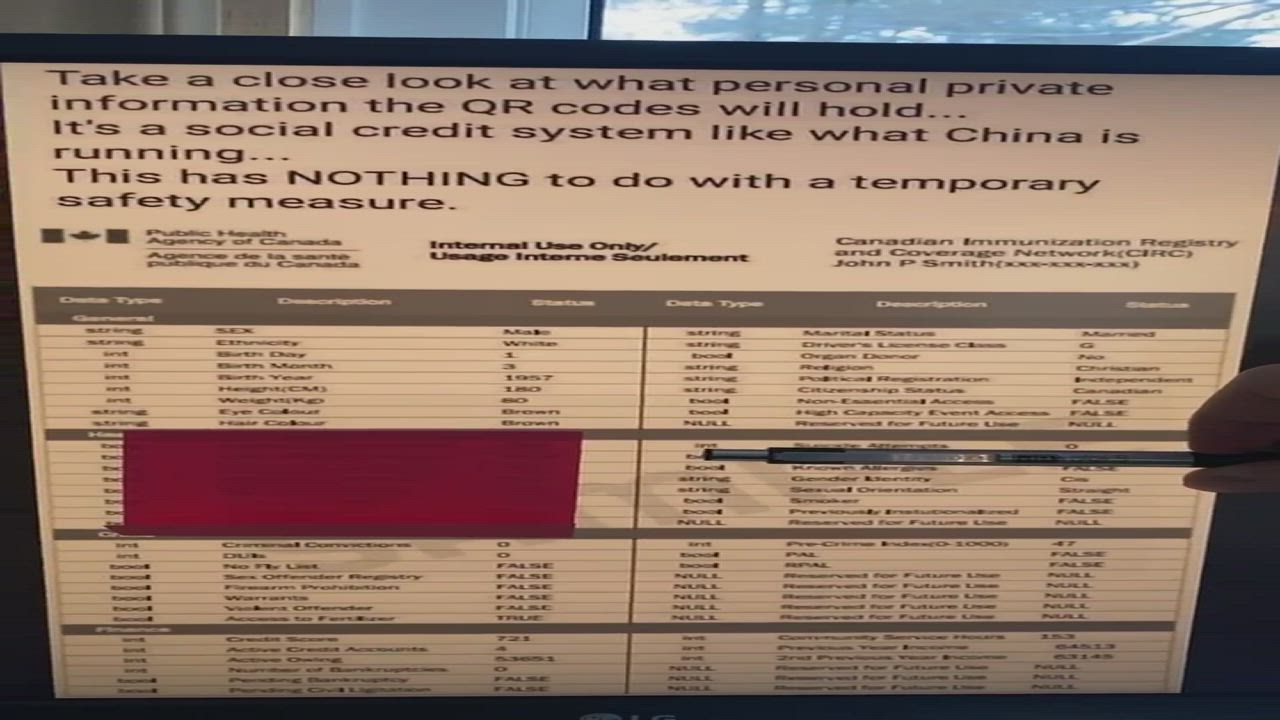 Take a close look at what personal private
information the QR codes will hold...
It's a social credit system like what China is
running...
This has NOTHING to do with a temporary
safety measure.
Public Health
Agency of Canada
Agence de la santé
publique du Canada
Internal Use Only/
Usage Interne Seulement
Canadian Immunization Registry
and Coverage Network(CIRC)
John P Smith(xxx-xxx-xxx)
Data Type Description Status Data Type Description Status
General
string SEX Male string Marital Status Married
string Ethnicity White string Driver's License Class G
int Birth Day 1 bool Organ Donor No
int Birth Month 3 string Religion Christian
int Birth Year 1957 string Political Registration Independent
int Height(CM) 180 string Citizenship Status Canadian
int Weight(Kg) 80 bool Non-Essential Access FALSE
string Eye Colour Brown bool High Capacity Event Access FALSE
string Hair Colour Brown NULL Reserved for Future Use NULL
int Suicide Attempts 0
bool Known Allergies FALSE
string Gender Identity Cis
string Sexual Orientation Straight
bool Smoker FALSE
bool Previously Instutionalized FALSE
NULL Reserved for Future Use NULL
int Criminal Convictions 0 int Pre-Crime Index(0-1000) 47
int DUIs 0 bool PAL FALSE
bool No Fly List FALSE bool RPAL FALSE
bool Sex Offender Registry FALSE NULL Reserved for Future Use NULL
bool Firearm Prohibition FALSE NULL Reserved for Future Use NULL
bool Warrants FALSE NULL Reserved for Future Use NULL
bool Violent Offender FALSE NULL Reserved for Future Use NULL
bool Access to Fertilizer TRUE NULL Reserved for Future Use NULL
Finance
int Credit Score 721 int Community Service Hours 153
int Active Credit Accounts 4 int Previous Year Income 64513
int Active Owing 53651 int 2nd Previous Year Income 63145
int Number of Bankruptcies 0 NULL Reserved for Future Use NULL
bool Pending Bankruptcy FALSE NULL Reserved for Future Use NULL
bool Pending Civil Ligitation FALSE NULL Reserved for Future Use NULL
LG